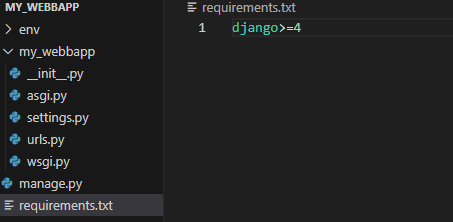 MY_WEBBAPP
env
my_webbapp
__init__.py
asgi.py
settings.py
urls.py
wsgi.py
manage.py
requirements.txt
requirements.txt
1 django>=4